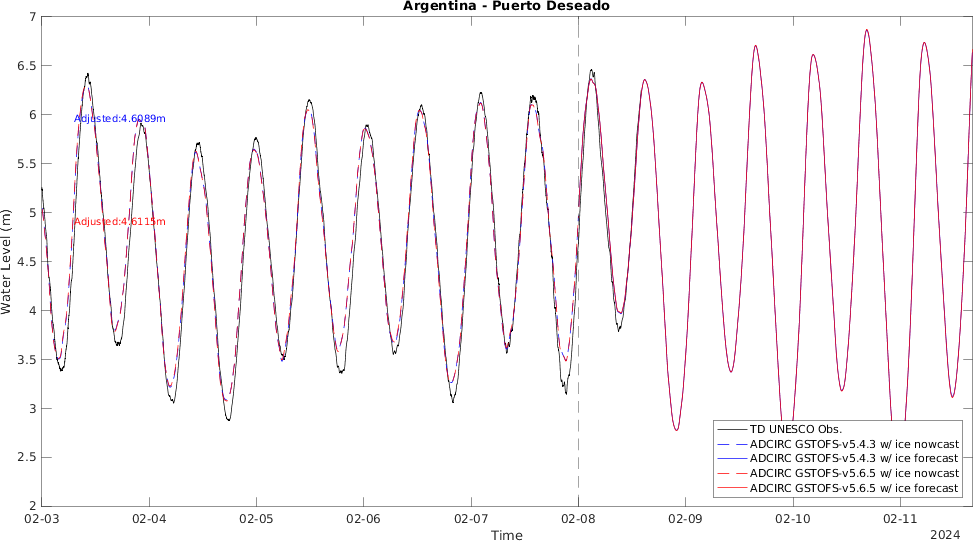 Argentina - Puerto Deseado
7
6.5
6
5.5
5
4.5
4
3.5
3
2.5
2
Water Level (m)
Adjusted:4.6089m
Adjusted:4.6115m
TD UNESCO Obs.
ADCIRC GSTOFS-v5.4.3 w/ ice nowcast
ADCIRC GSTOFS-v5.4.3 w/ ice forecast
ADCIRC GSTOFS-v5.6.5 w/ ice nowcast
ADCIRC GSTOFS-v5.6.5 w/ ice forecast
02-03 02-04 02-05 02-06 02-07 02-08 02-09 02-10 02-11
Time
2024